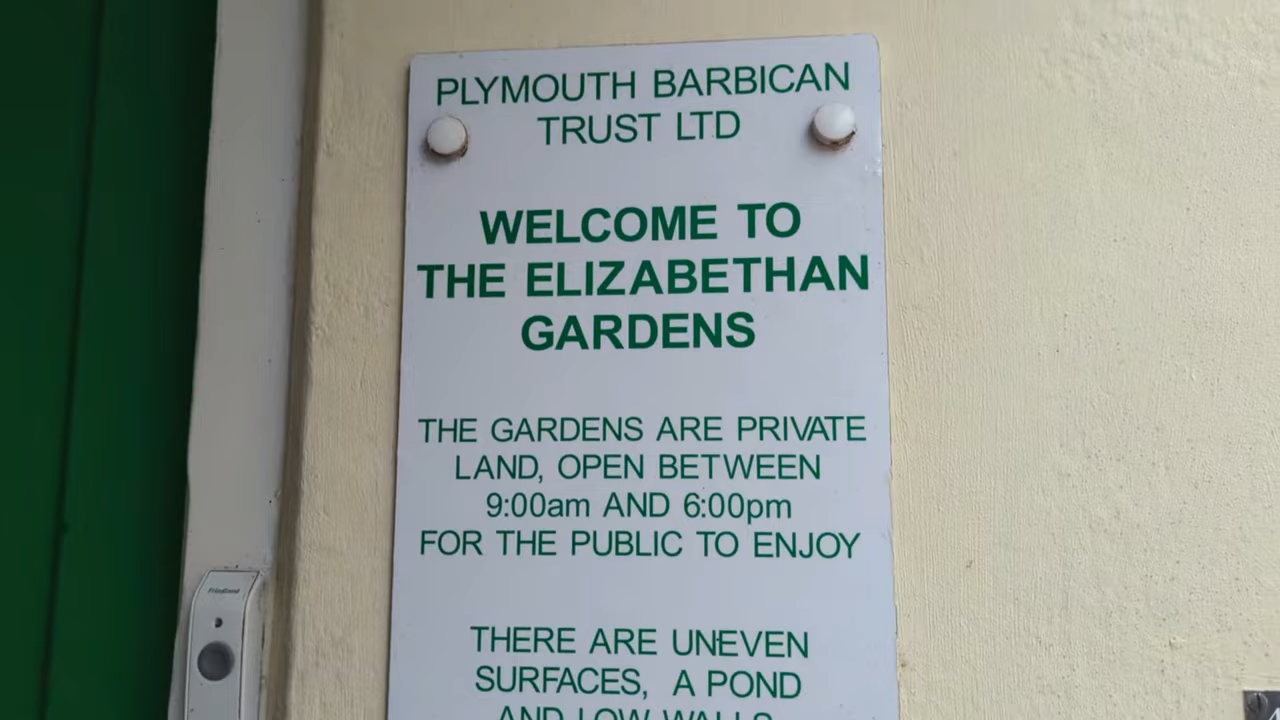 PLYMOUTH BARBICAN
TRUST LTD
WELCOME TO
THE ELIZABETHAN
GARDENS
THE GARDENS ARE PRIVATE
LAND, OPEN BETWEEN
9:00am AND 6:00pm
FOR THE PUBLIC TO ENJOY
THERE ARE UNEVEN
SURFACES, A POND
AND LOW WALLS
Friedland